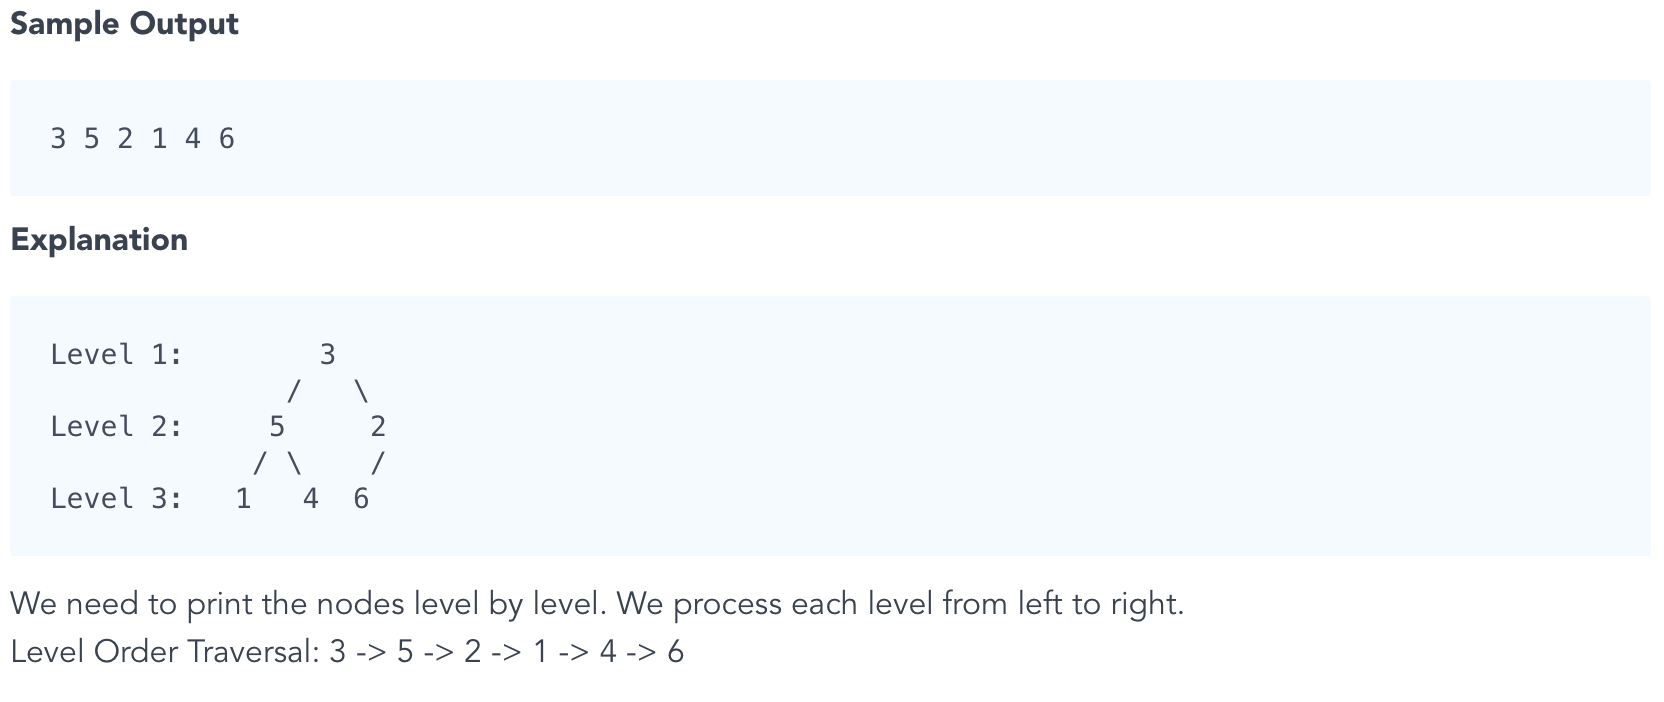 Sample Output
3 5 2 1 4 6
Explanation
Level 1:        3
              /   \
Level 2:     5     2
            / \    /
Level 3:   1   4  6
We need to print the nodes level by level. We process each level from left to right.
Level Order Traversal: 3 -> 5 -> 2 -> 1 -> 4 -> 6